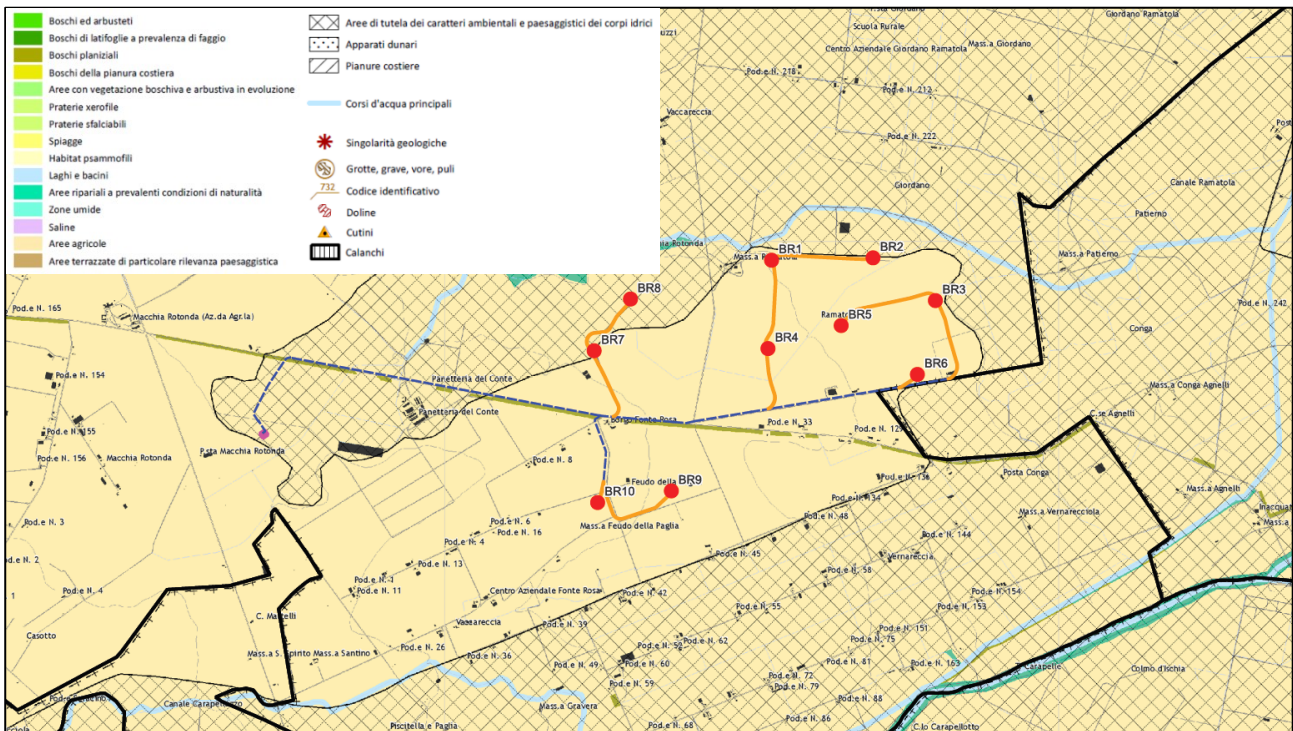 Boschi ed arbusteti
Boschi di latifoglie a prevalenza di faggio
Boschi planiziali
Boschi della pianura costiera
Aree con vegetazione boschiva e arbustiva in evoluzione
Praterie xerofile
Praterie sfalciabili
Spiagge
Habitat psammofili
Laghi e bacini
Aree ripariali a prevalenti condizioni di naturalità
Zone umide
Saline
Aree agricole
Aree terrazzate di particolare rilevanza paesaggistica
Aree di tutela dei caratteri ambientali e paesaggistici dei corpi idrici
Apparati dunari
Pianure costiere
Corsi d'acqua principali
Singolarità geologiche
Grotte, grave, vore, puli
732 Codice identificativo
Doline
Cutini
Calanchi
Scuola Rurale
Giordano Ramatola
Centro Aziendale Giordano Ramatola
Mass.a Giordano
Pod.e N. 218
Pod.e N. 212
Vaccareccia
Pod.e N. 222
Giordano
Canale Ramatola
Patierno
Mass.a Patierno
Pod.e N. 242
Conga
Mass.a Conga Agnelli
C.se Agnelli
BR1
BR2
BR3
BR4
BR5
BR6
BR7
BR8
BR9
BR10
Pod.e N. 165
Macchia Rotonda (Az.da Agr.la)
Pod.e N. 154
Pod.e N. 155
Pod.e N. 156
Macchia Rotonda
P.sta Macchia Rotonda
Panetteria del Conte
Panetteria del Conte
Borgo Fonte Rosa
Pod.e N. 33
Pod.e N. 129
Pod.e N. 8
Feudo della
Mass.a Feudo della Paglia
Posta Conga
Mass.a Agnelli
Mass.a Vernarecciola
Pod.e N. 134
Pod.e N. 48
Pod.e N. 6
Pod.e N. 16
Pod.e N. 4
Pod.e N. 13
Pod.e N. 3
Pod.e N. 4
Pod.e N. 11
Pod.e N. 45
Pod.e N. 144
Vernareccia
Pod.e N. 58
Centro Aziendale Fonte Rosa
Pod.e N. 42
Pod.e N. 154
Pod.e N. 153
Pod.e N. 55
Vaccareccia
Pod.e N. 39
Pod.e N. 151
Pod.e N. 75
Pod.e N. 62
Pod.e N. 26
Pod.e N. 36
Pod.e N. 60
Pod.e N. 81
Pod.e N. 163
Pod.e N. 49
Pod.e N. 59
Pod.e N. 72
Pod.e N. 79
Pod.e N. 88
Pod.e N. 86
Pod.e N. 68
Casotto
Mass.a S. Spirito Mass.a Santino
Canale Carapelluzzo
Mass.a Gravera
Piscitella e Paglia
T. Carapelle
Colmo d'Ischia
C.lo Carapellotto